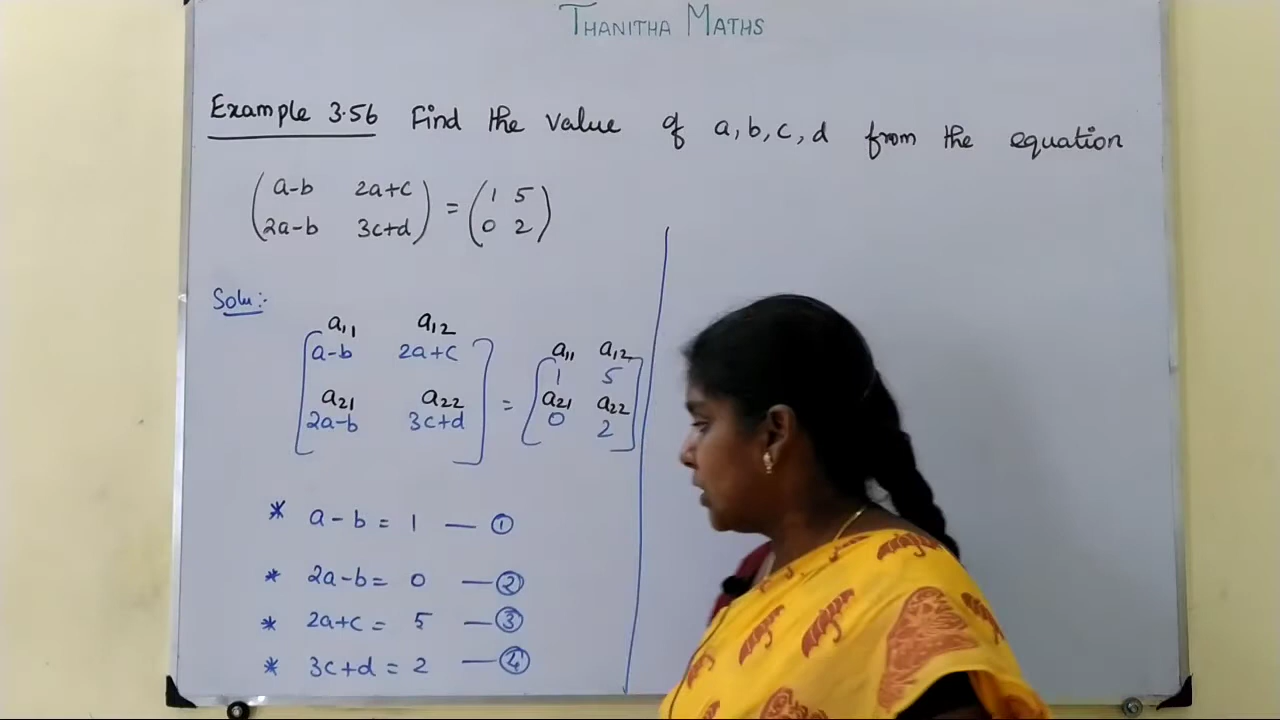 THANITHA MATHS
Example 3.56 Find the value of a, b, c, d from the equation
(a-b 2a+c) = (1 5)
(2a-b 3c+d) (0 2)
Solu:-
a₁₁ a₁₂
a-b 2a+c
a₂₁ a₂₂
2a-b 3c+d
=
a₁₁ a₁₂
1 5
a₂₁ a₂₂
0 2
* a-b = 1 — ①
* 2a-b = 0 — ②
* 2a+c = 5 — ③
* 3c+d = 2 — ④